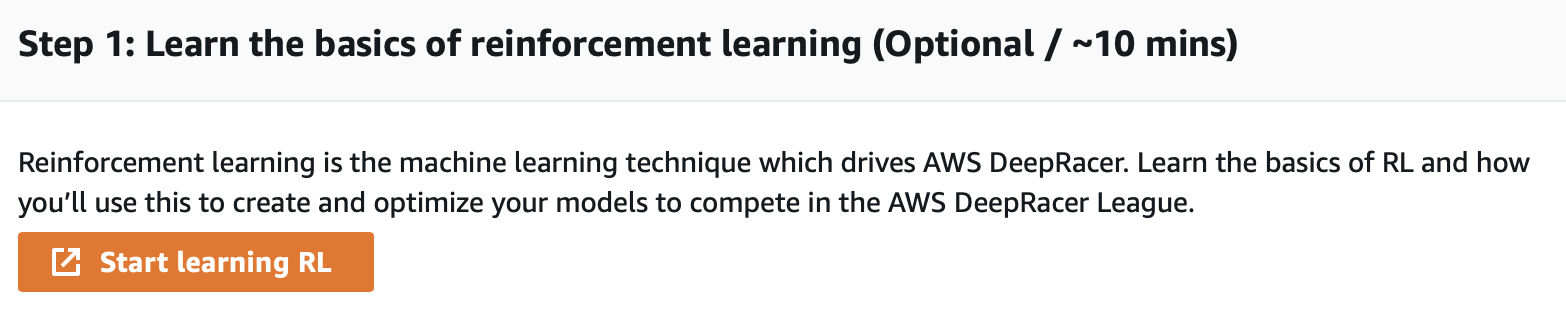 Step 1: Learn the basics of reinforcement learning (Optional / ~10 mins)
Reinforcement learning is the machine learning technique which drives AWS DeepRacer. Learn the basics of RL and how
you’ll use this to create and optimize your models to compete in the AWS DeepRacer League.
Start learning RL